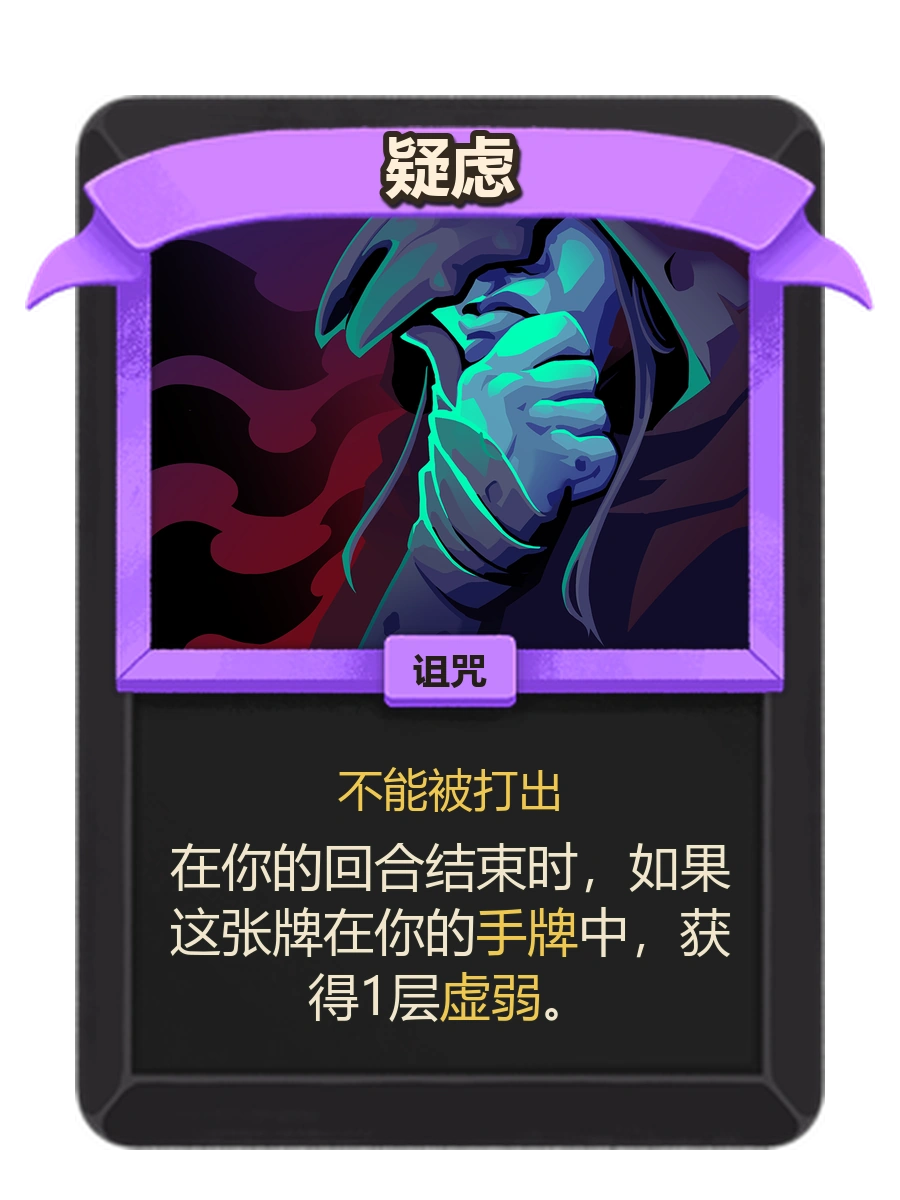 疑虑
诅咒
不能被打出
在你的回合结束时，如果
这张牌在你的手牌中，获
得1层虚弱。